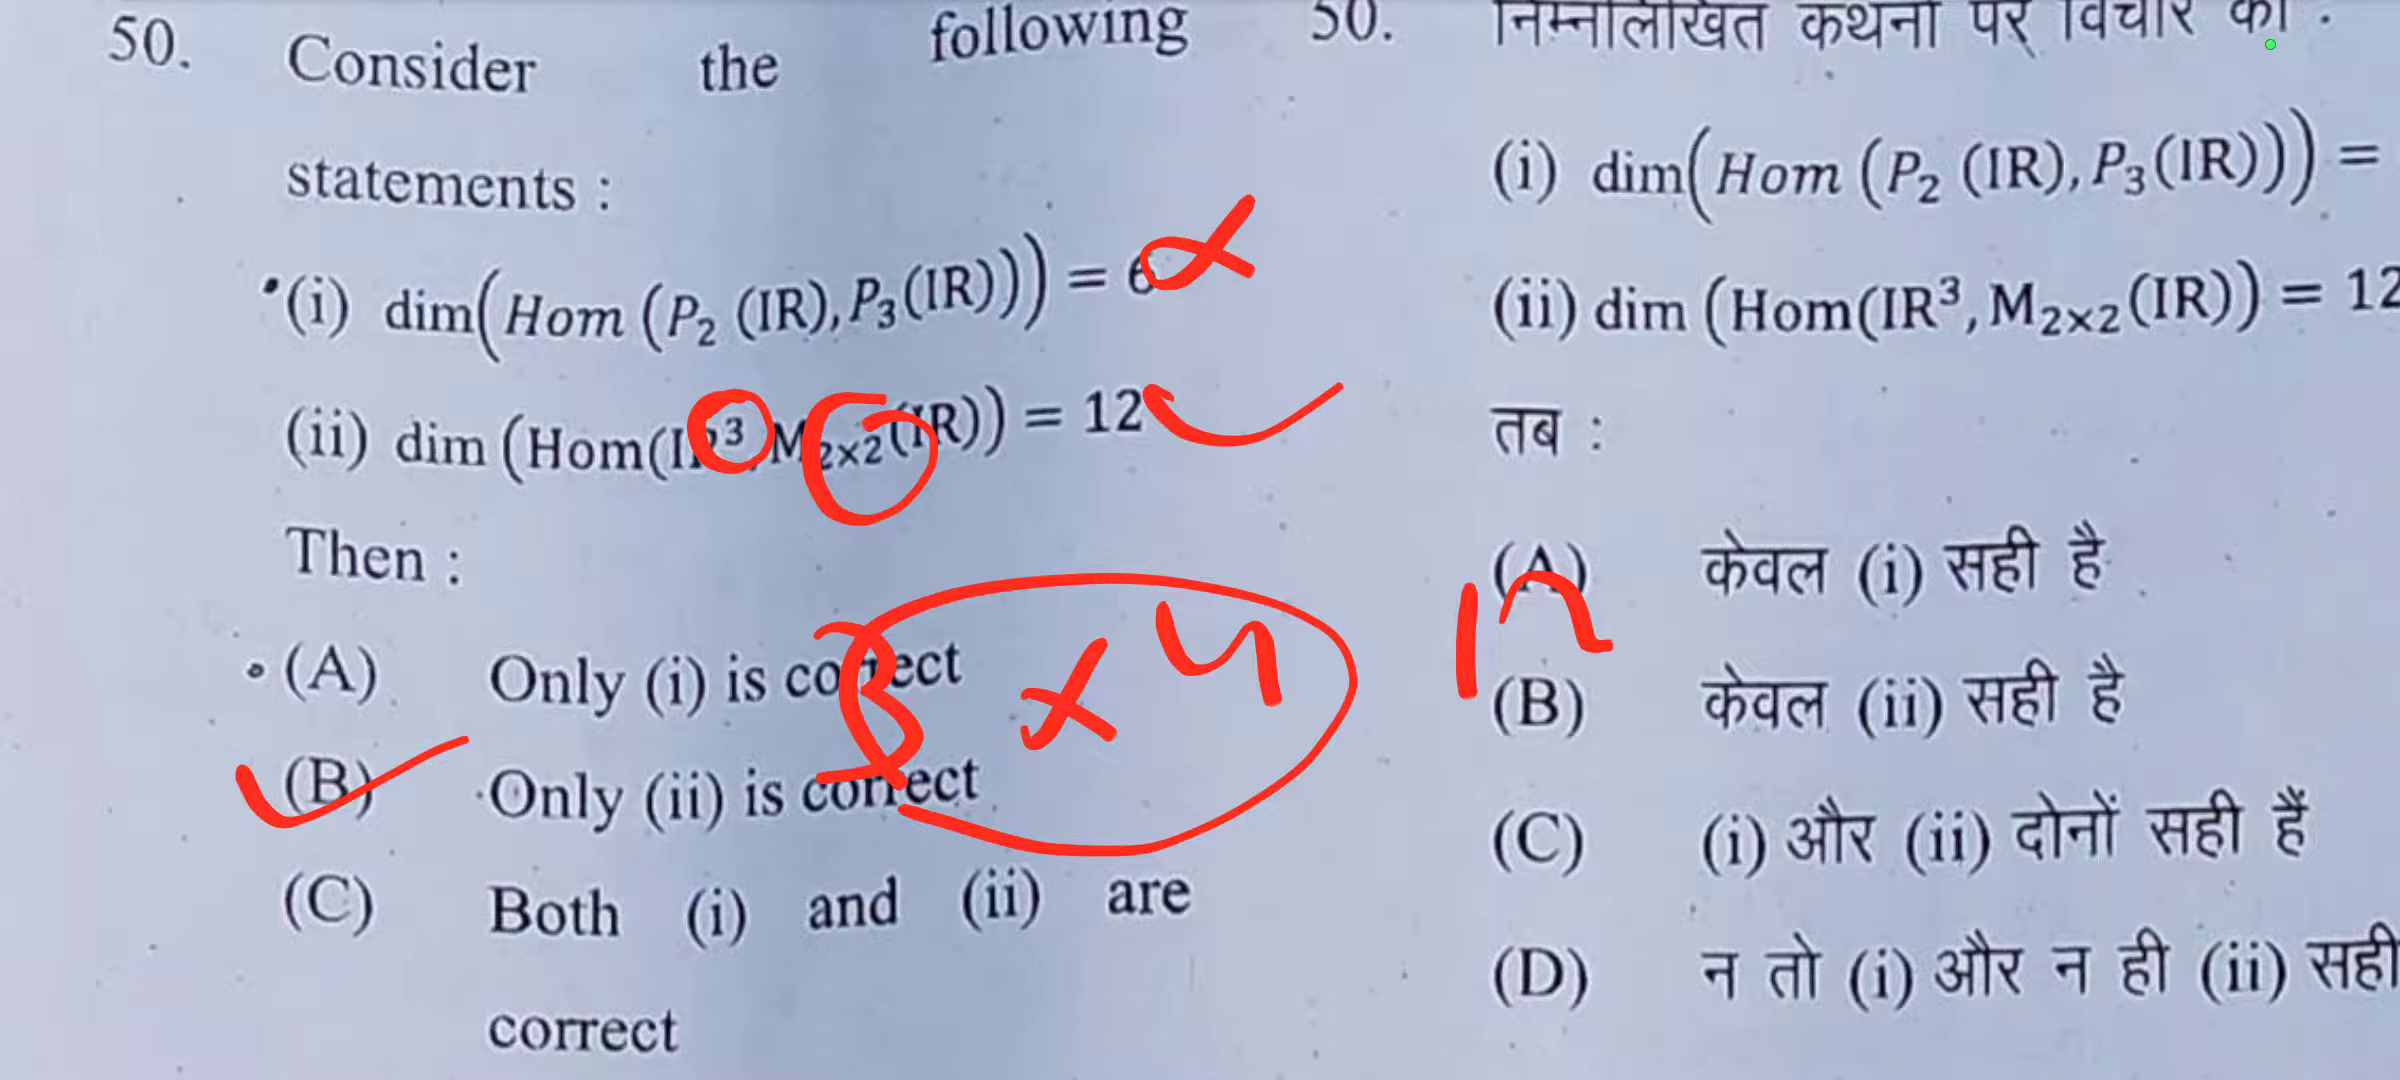 50. Consider the following
statements :
(i) dim(Hom (P₂ (IR), P₃(IR))) = 6
(ii) dim (Hom(IR³, M₂ₓ₂(IR)) = 12
Then :
(A) Only (i) is correct
(B) Only (ii) is correct
(C) Both (i) and (ii) are
correct
3 × 4
12
50. निम्नलिखित कथनों पर विचार
(i) dim(Hom (P₂ (IR), P₃(IR))) =
(ii) dim (Hom(IR³, M₂ₓ₂(IR)) = 12
तब :
(A) केवल (i) सही है
(B) केवल (ii) सही है
(C) (i) और (ii) दोनों सही हैं
(D) न तो (i) और न ही (ii) सही